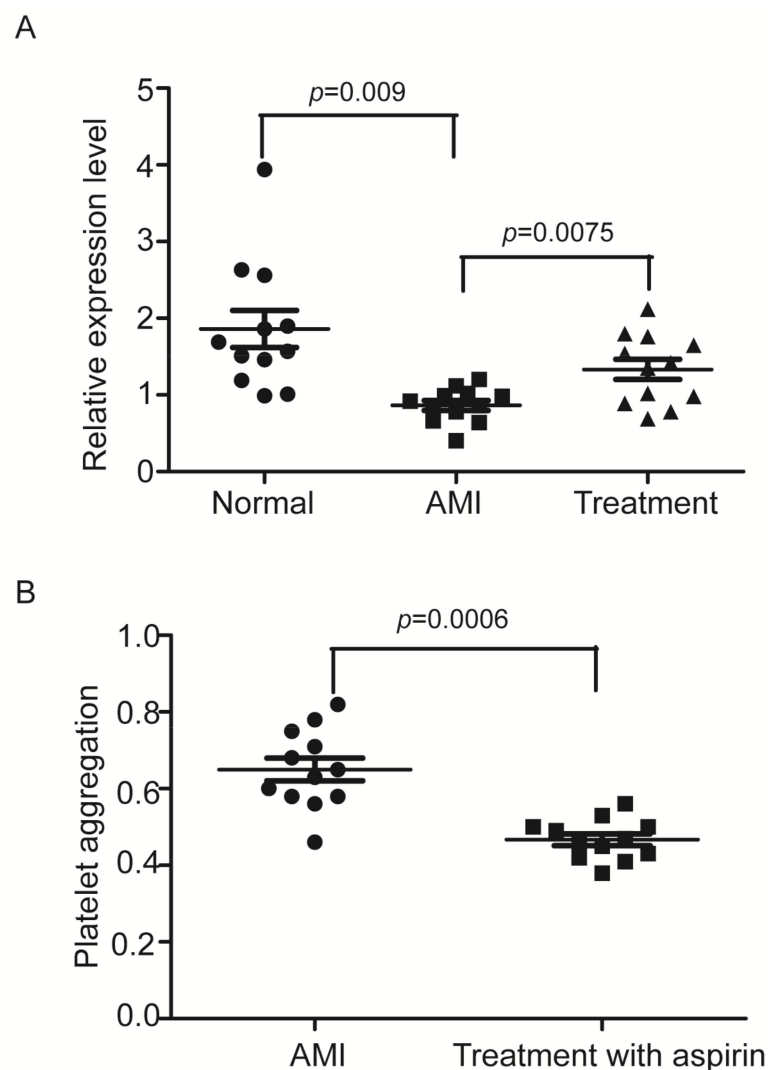 A
5
p=0.009
4
3
p=0.0075
2
1
0
Relative expression level
Normal AMI Treatment
B
1.0
p=0.0006
0.8
0.6
0.4
0.2
0.0
Platelet aggregation
AMI Treatment with aspirin